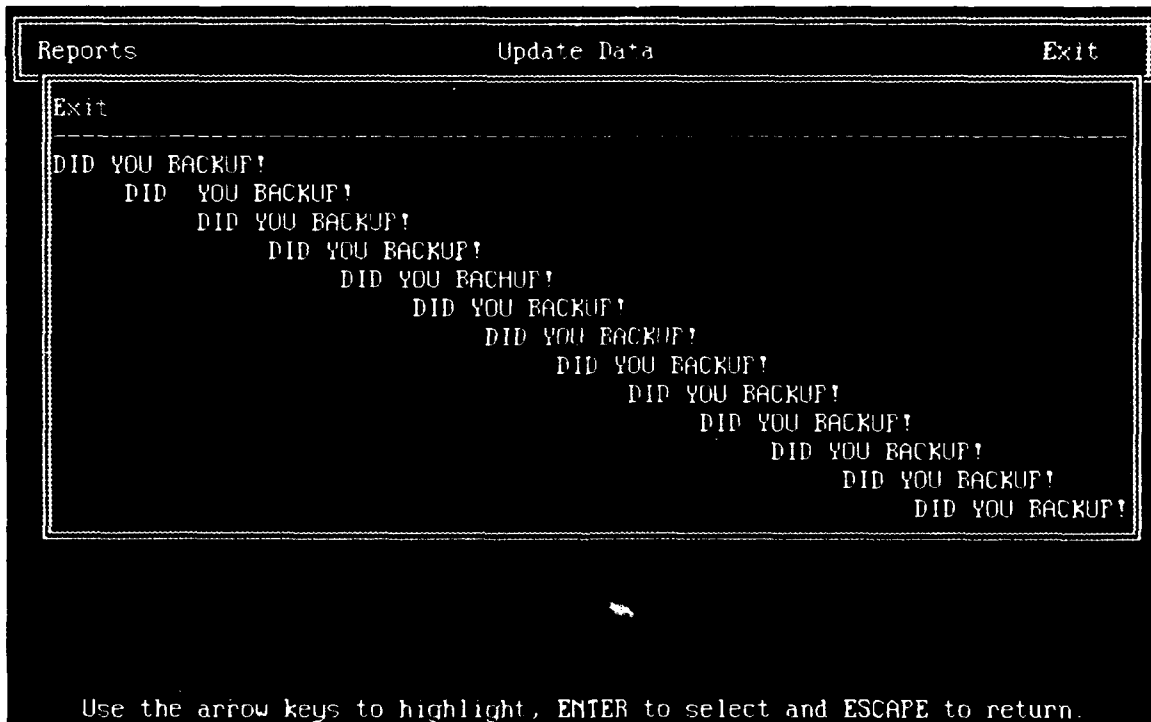 Reports Update Data Exit
Exit
DID YOU BACKUP!
DID  YOU BACKUP!
DID YOU BACKUP!
DID YOU BACKUP!
DID YOU BACHUP!
DID YOU BACKUP!
DID YOU BACKUP!
DID YOU BACKUP!
DID YOU BACKUP!
DID YOU BACKUP!
DID YOU BACKUP!
DID YOU BACKUP!
DID YOU BACKUP!
Use the arrow keys to highlight, ENTER to select and ESCAPE to return.